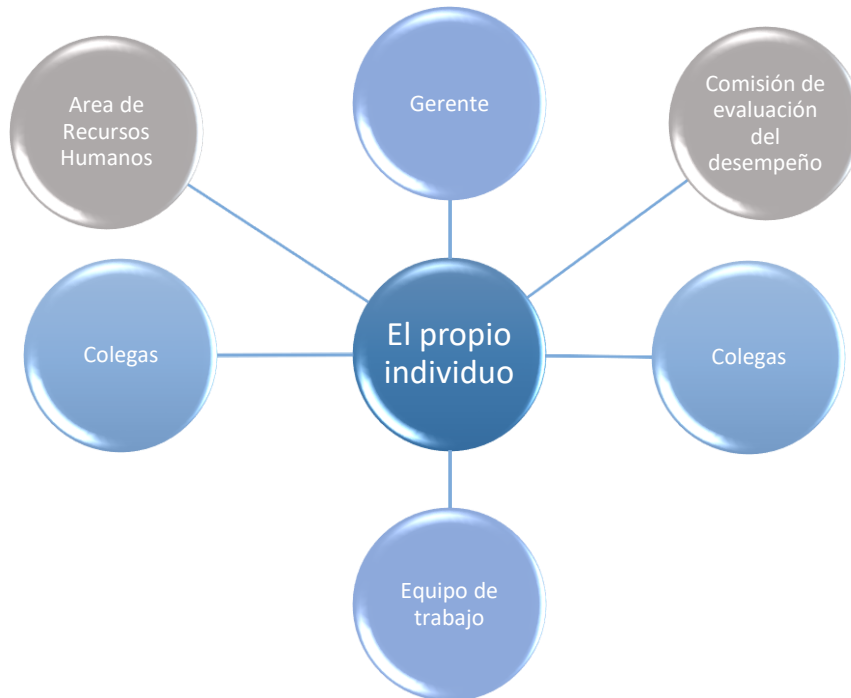 Area de
Recursos
Humanos
Gerente
Comisión de
evaluación
del
desempeño
Colegas
El propio
individuo
Colegas
Equipo de
trabajo